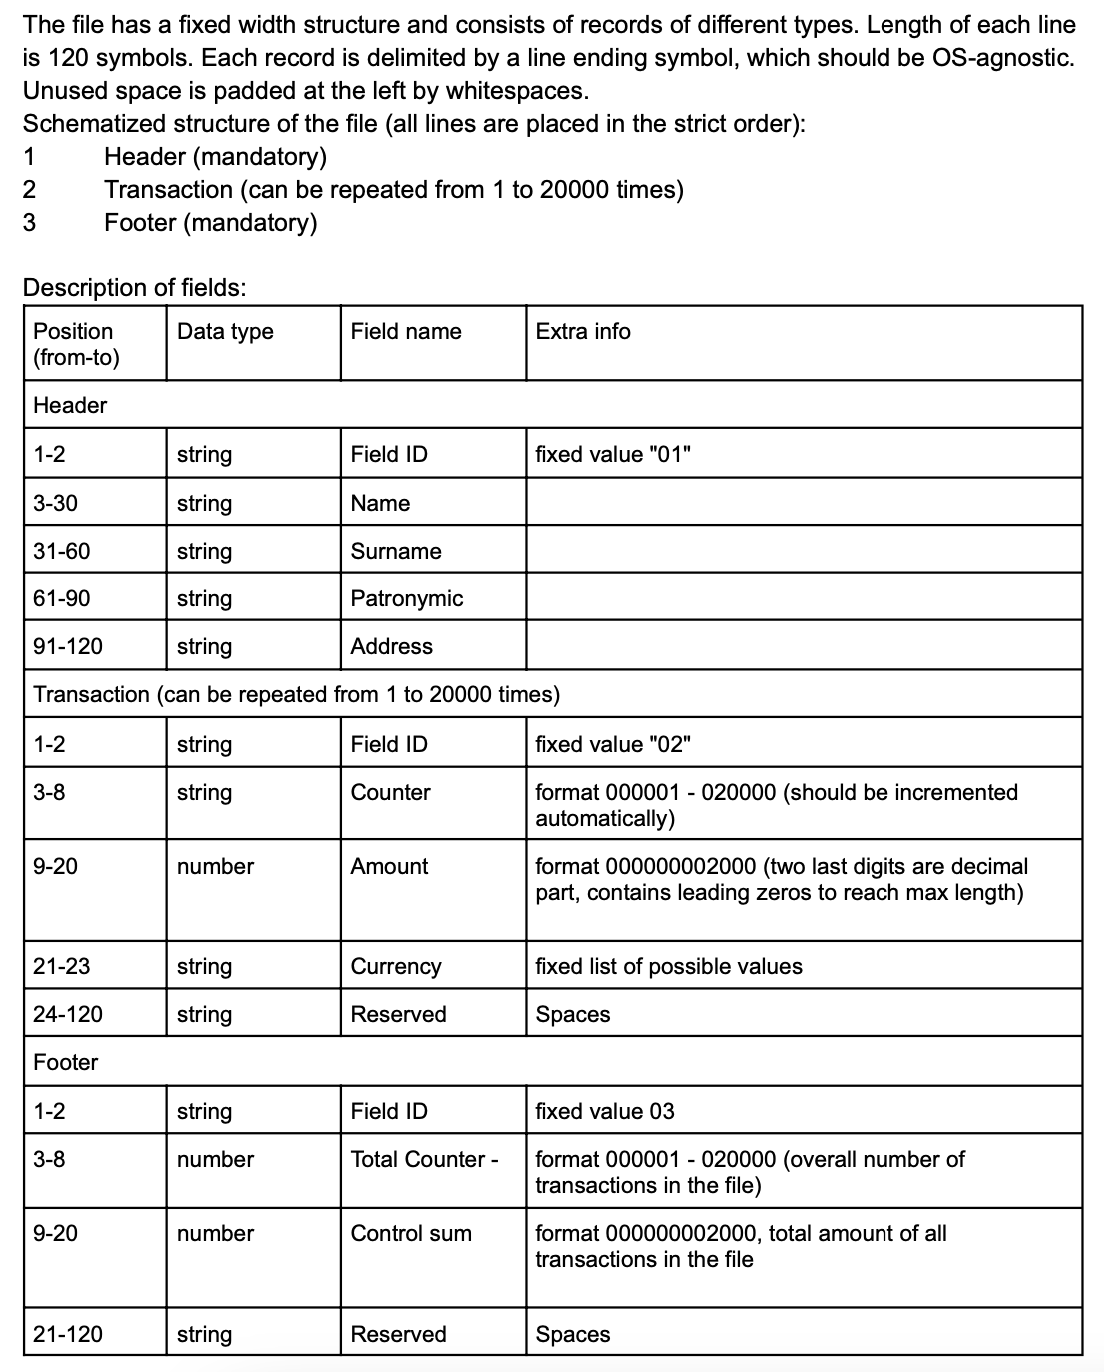 The file has a fixed width structure and consists of records of different types. Length of each line
is 120 symbols. Each record is delimited by a line ending symbol, which should be OS-agnostic.
Unused space is padded at the left by whitespaces.
Schematized structure of the file (all lines are placed in the strict order):
1 Header (mandatory)
2 Transaction (can be repeated from 1 to 20000 times)
3 Footer (mandatory)
Description of fields:
Position (from-to) Data type Field name Extra info
Header
1-2 string Field ID fixed value "01"
3-30 string Name
31-60 string Surname
61-90 string Patronymic
91-120 string Address
Transaction (can be repeated from 1 to 20000 times)
1-2 string Field ID fixed value "02"
3-8 string Counter format 000001 - 020000 (should be incremented
automatically)
9-20 number Amount format 000000002000 (two last digits are decimal
part, contains leading zeros to reach max length)
21-23 string Currency fixed list of possible values
24-120 string Reserved Spaces
Footer
1-2 string Field ID fixed value 03
3-8 number Total Counter - format 000001 - 020000 (overall number of
transactions in the file)
9-20 number Control sum format 000000002000, total amount of all
transactions in the file
21-120 string Reserved Spaces